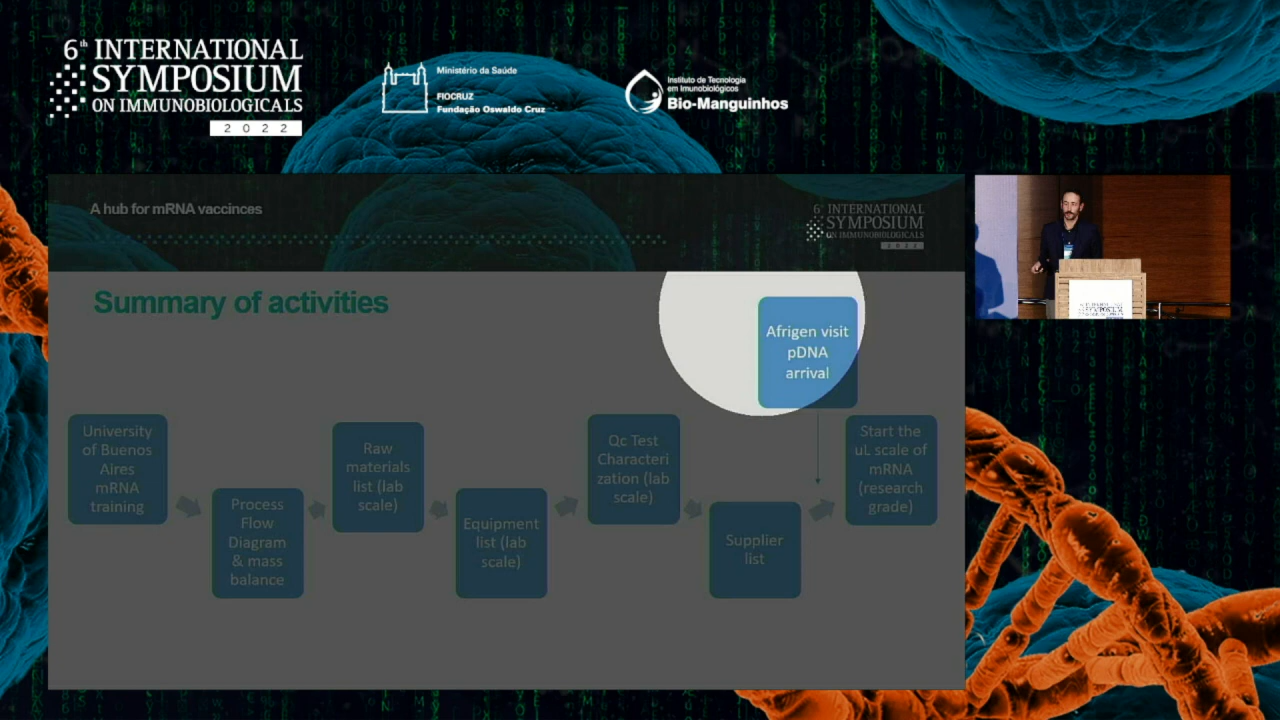 6th INTERNATIONAL
SYMPOSIUM
ON IMMUNOBIOLOGICALS
2022
Ministério da Saúde
FIOCRUZ
Fundação Oswaldo Cruz
Instituto de Tecnologia
em Imunobiológicos
Bio-Manguinhos
A hub for mRNA vaccinces
6th INTERNATIONAL
SYMPOSIUM
ON IMMUNOBIOLOGICALS
2022
Summary of activities
Afrigen visit
pDNA
arrival
University
of Buenos
Aires
mRNA
training
Process
Flow
Diagram
& mass
balance
Raw
materials
list (lab
scale)
Equipment
list (lab
scale)
Qc Test
Characteri
zation (lab
scale)
Supplier
list
Start the
uL scale of
mRNA
(research
grade)